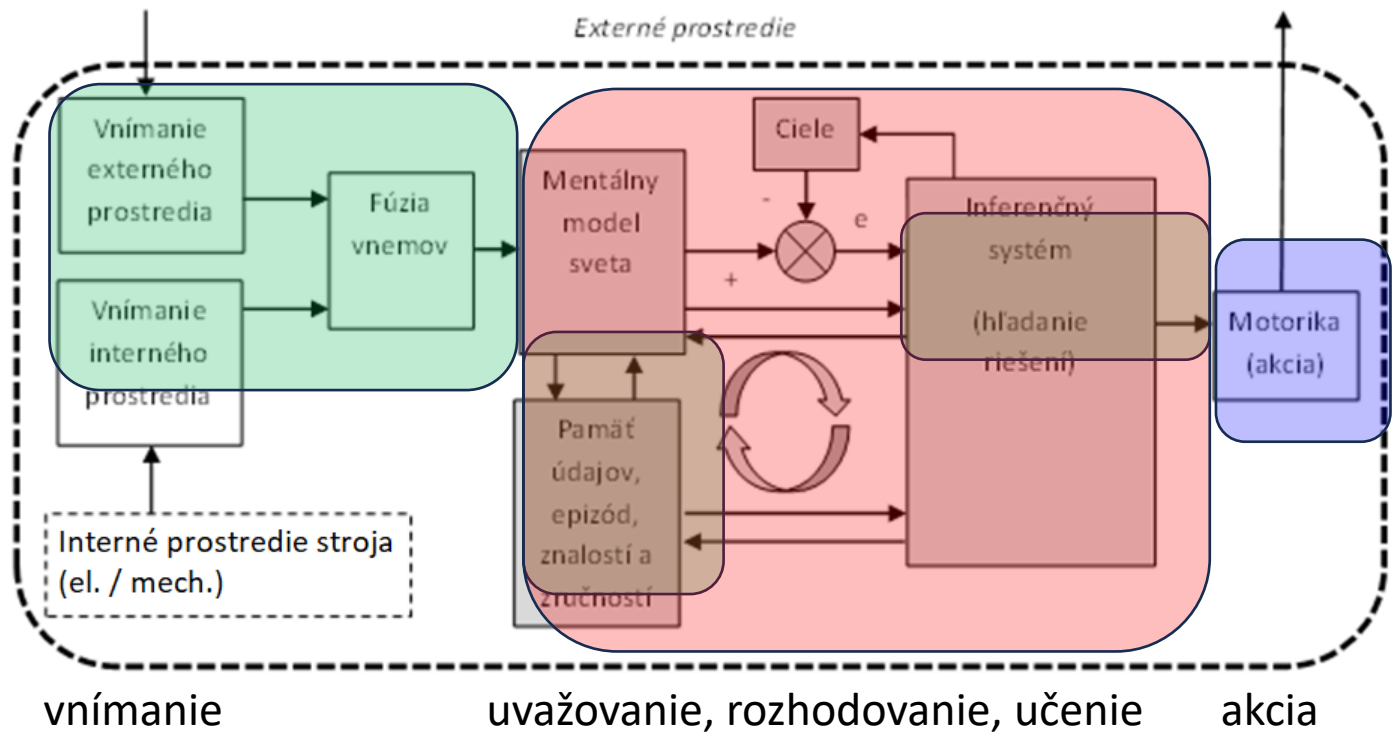 Externé prostredie
Vnímanie
externého
prostredia
Fúzia
vnemov
Vnímanie
interného
prostredia
Interné prostredie stroja
(el. / mech.)
Mentálny
model
sveta
Ciele
-
e
+
Inferenčný
systém
(hľadanie
riešení)
Pamäť
údajov,
epizód,
znalostí a
zručností
Motorika
(akcia)
vnímanie
uvažovanie, rozhodovanie, učenie
akcia